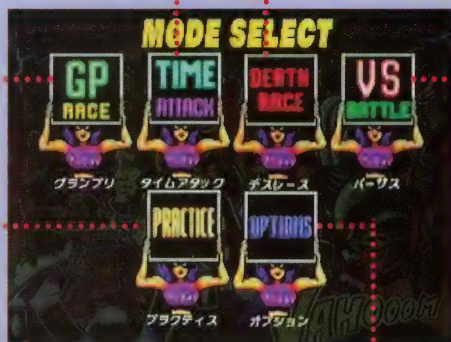 MODE SELECT
GP RACE
TIME ATTACK
DEATH RACE
VS BATTLE
グランプリ
タイムアタック
デスレース
バーサス
PRACTICE
OPTIONS
プラクティス
オプション
YAHOOOM